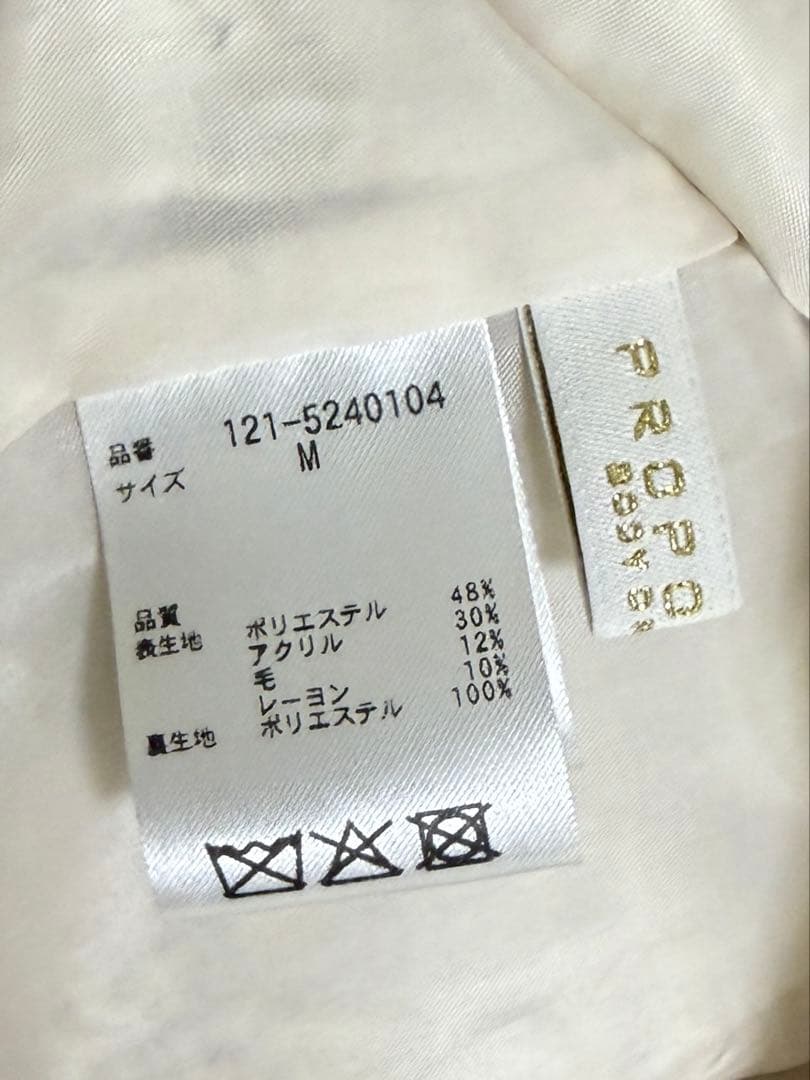 品番 121-5240104
サイズ M
品質
表生地 ポリエステル 48%
アクリル 30%
毛 12%
レーヨン 10%
裏生地 ポリエステル 100%
PROPO
BODY